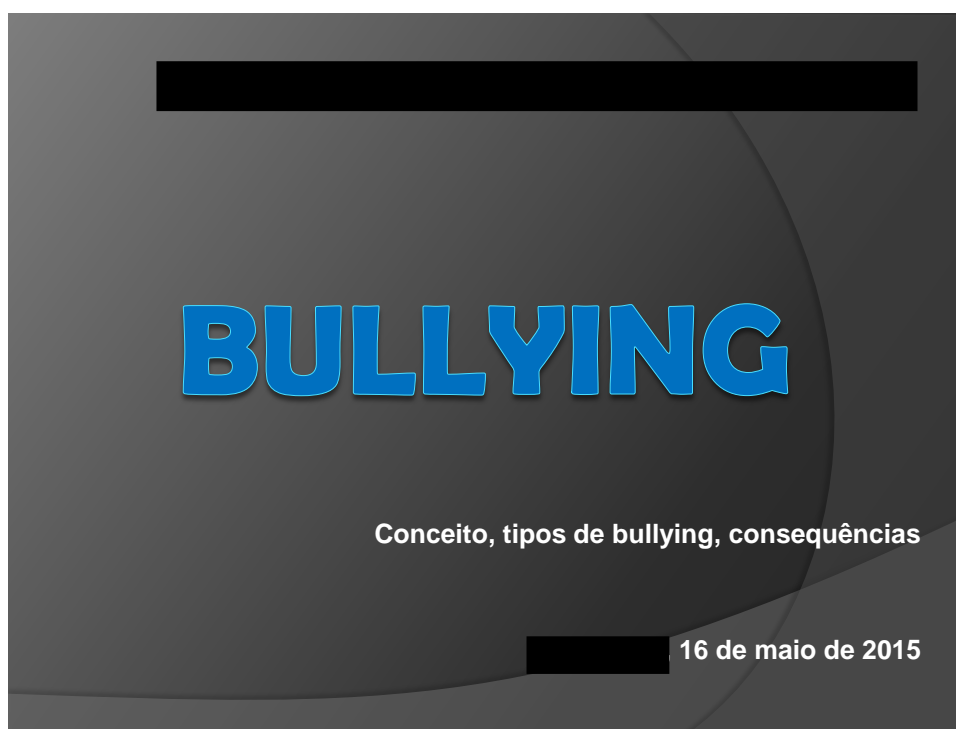 BULLYING
Conceito, tipos de bullying, consequências
, 16 de maio de 2015